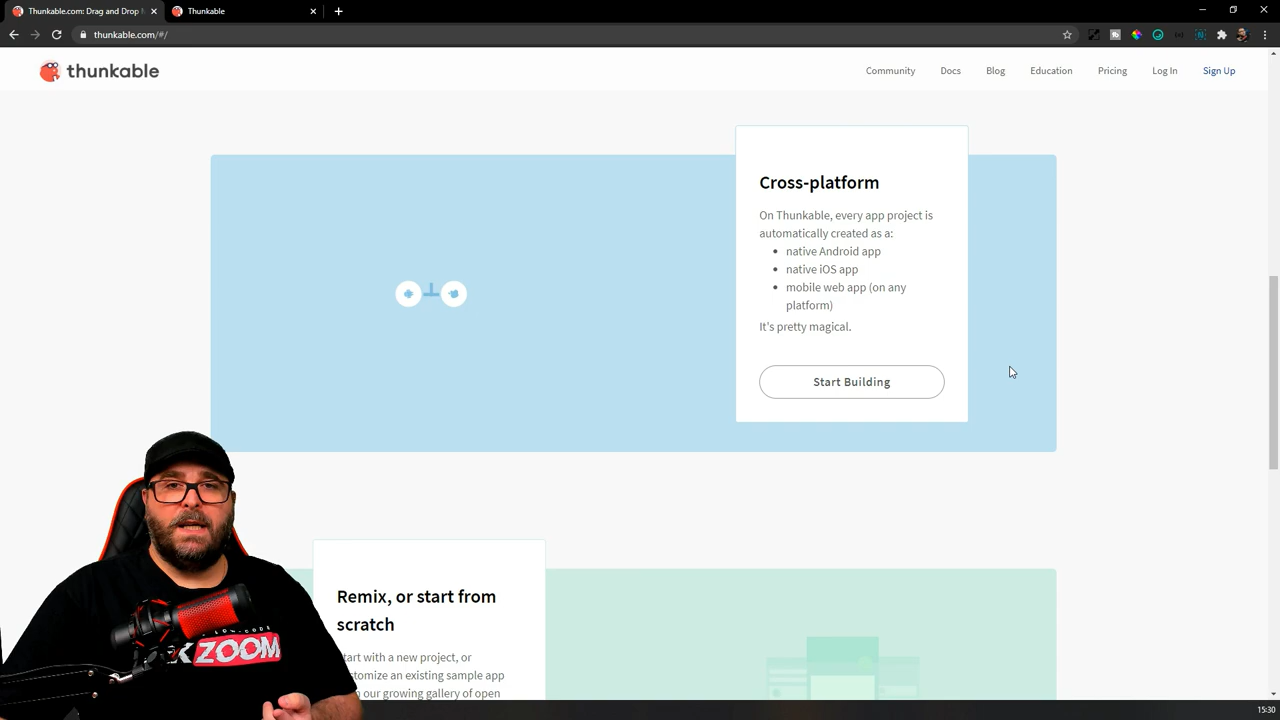 Thunkable.com: Drag and Drop
Thunkable
thunkable.com/#/
thunkable
Community
Docs
Blog
Education
Pricing
Log In
Sign Up
Cross-platform
On Thunkable, every app project is
automatically created as a:
native Android app
native iOS app
mobile web app (on any
platform)
It's pretty magical.
Start Building
Remix, or start from
scratch
tart with a new project, or
tomize an existing sample app
our growing gallery of open
ZOOM
15:30